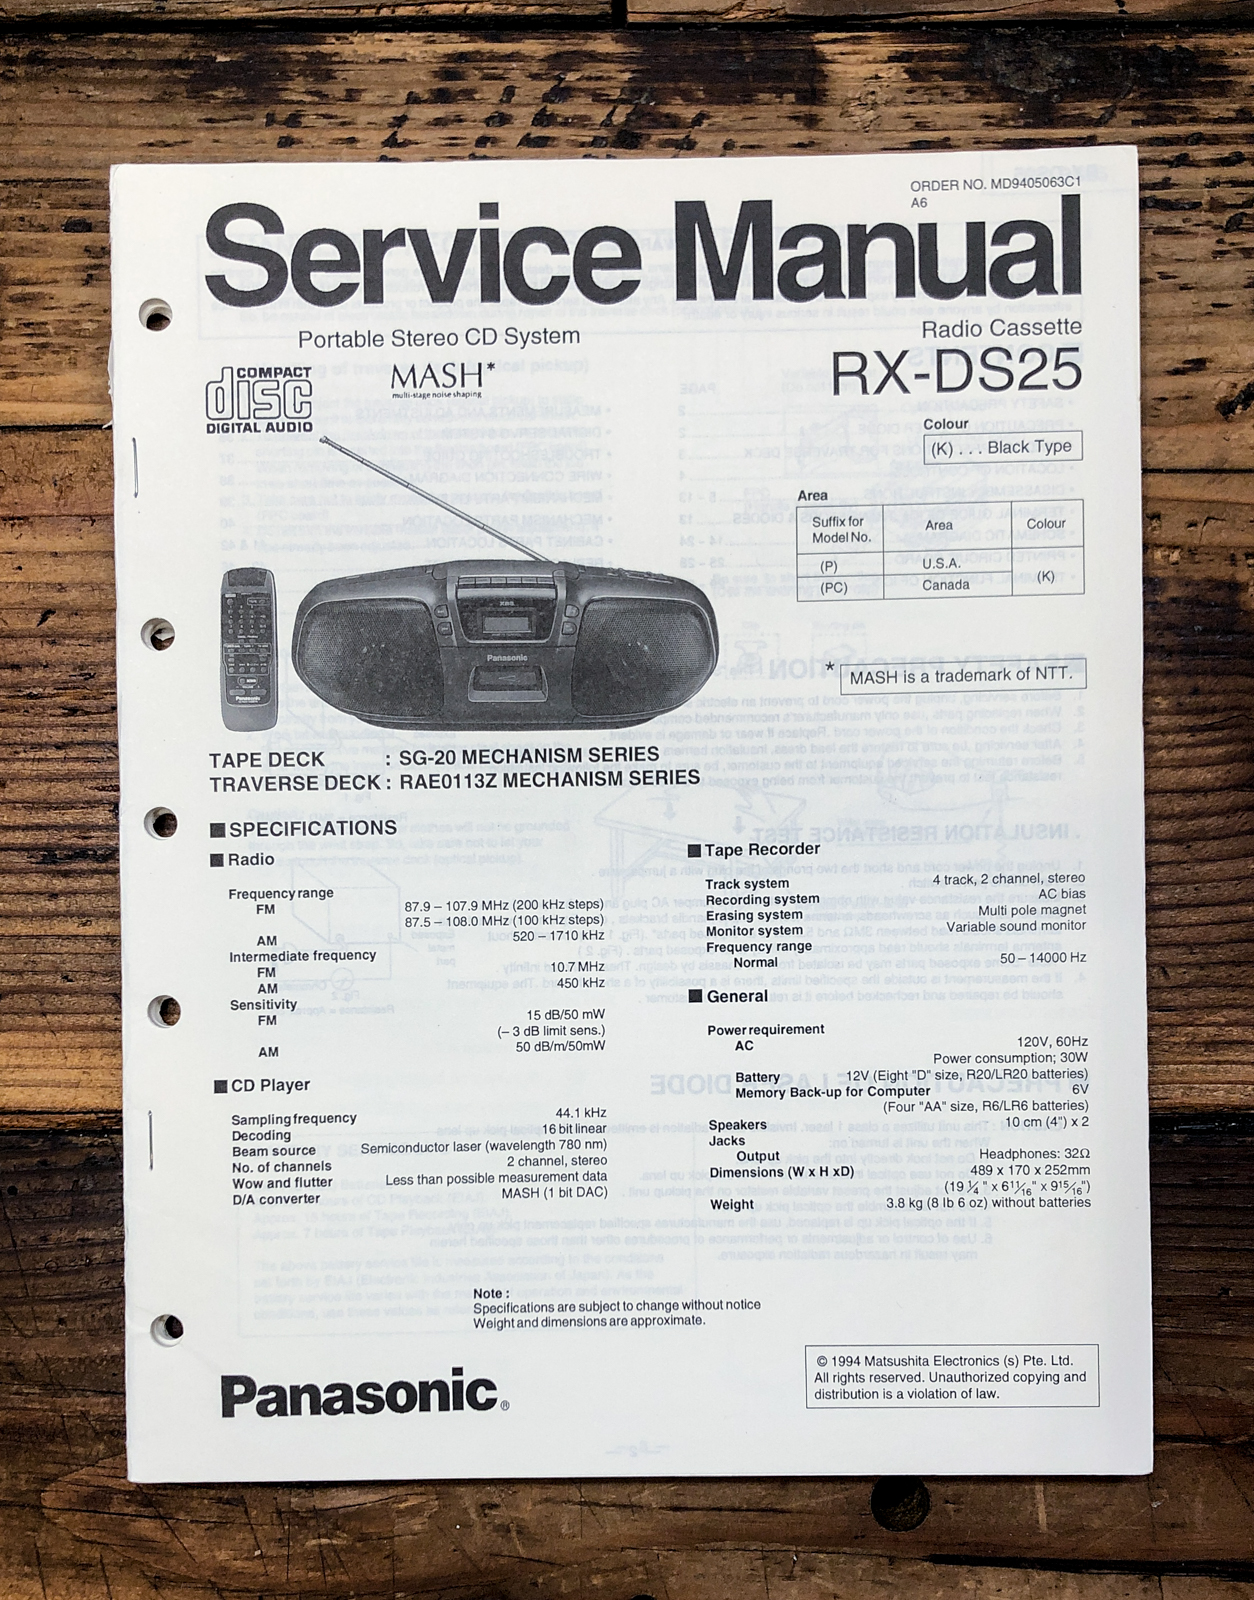 ORDER NO. MD9405063C1
A6
Service Manual
Portable Stereo CD System
Radio Cassette
RX-DS25
COMPACT
disc
DIGITAL AUDIO
MASH*
multi-stage noise shaping
Colour
(K) . . . Black Type
Area
Suffix for Model No. Area Colour
(P) U.S.A. (K)
(PC) Canada
* MASH is a trademark of NTT.
Panasonic
Panasonic
TAPE DECK : SG-20 MECHANISM SERIES
TRAVERSE DECK : RAE0113Z MECHANISM SERIES
■ SPECIFICATIONS
■ Radio
Frequency range
FM 87.9 – 107.9 MHz (200 kHz steps)
87.5 – 108.0 MHz (100 kHz steps)
AM 520 – 1710 kHz
Intermediate frequency
FM 10.7 MHz
AM 450 kHz
Sensitivity
FM 15 dB/50 mW
(– 3 dB limit sens.)
AM 50 dB/m/50mW
■ CD Player
Sampling frequency 44.1 kHz
Decoding 16 bit linear
Beam source Semiconductor laser (wavelength 780 nm)
No. of channels 2 channel, stereo
Wow and flutter Less than possible measurement data
D/A converter MASH (1 bit DAC)
■ Tape Recorder
Track system 4 track, 2 channel, stereo
Recording system AC bias
Erasing system Multi pole magnet
Monitor system Variable sound monitor
Frequency range
Normal 50 – 14000 Hz
■ General
Power requirement
AC 120V, 60Hz
Power consumption; 30W
Battery 12V (Eight "D" size, R20/LR20 batteries)
Memory Back-up for Computer 6V
(Four "AA" size, R6/LR6 batteries)
Speakers 10 cm (4") x 2
Jacks
Output Headphones: 32Ω
Dimensions (W x H xD) 489 x 170 x 252mm
(19 1/4 " x 6 11/16 " x 9 15/16 ")
Weight 3.8 kg (8 lb 6 oz) without batteries
Note :
Specifications are subject to change without notice
Weight and dimensions are approximate.
Panasonic®
© 1994 Matsushita Electronics (s) Pte. Ltd.
All rights reserved. Unauthorized copying and
distribution is a violation of law.